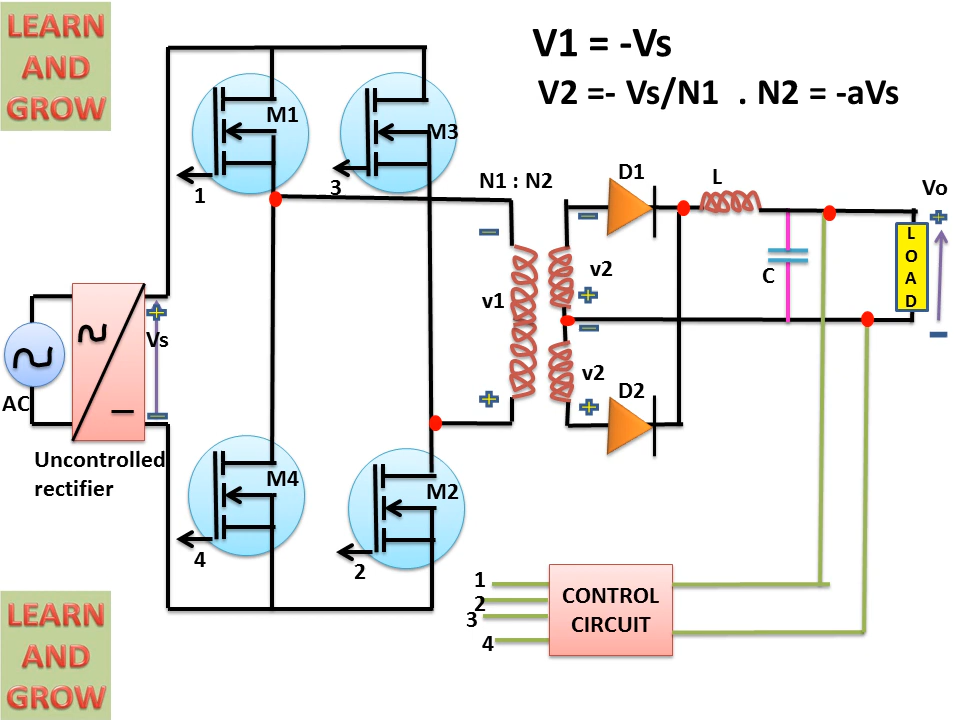 LEARN
AND
GROW
V1 = -Vs
V2 =- Vs/N1 . N2 = -aVs
M1
M3
1
3
N1 : N2
D1
L
Vo
LOAD
C
v1
v2
Vs
AC
v2
D2
Uncontrolled
rectifier
M4
M2
4
2
1
2
3
4
CONTROL
CIRCUIT
LEARN
AND
GROW